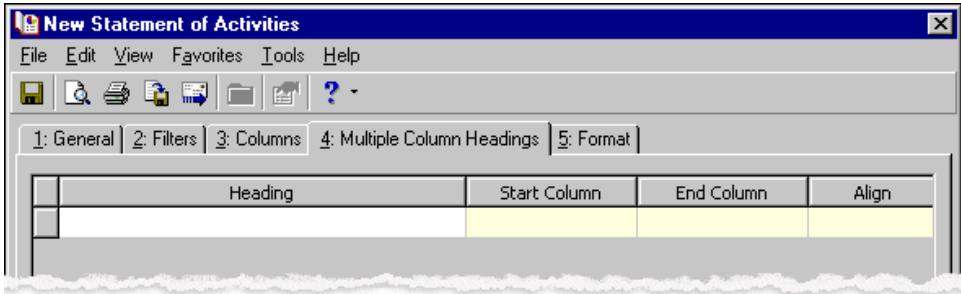 New Statement of Activities
File Edit View Favorites Tools Help
?
1: General 2: Filters 3: Columns 4: Multiple Column Headings 5: Format
Heading Start Column End Column Align